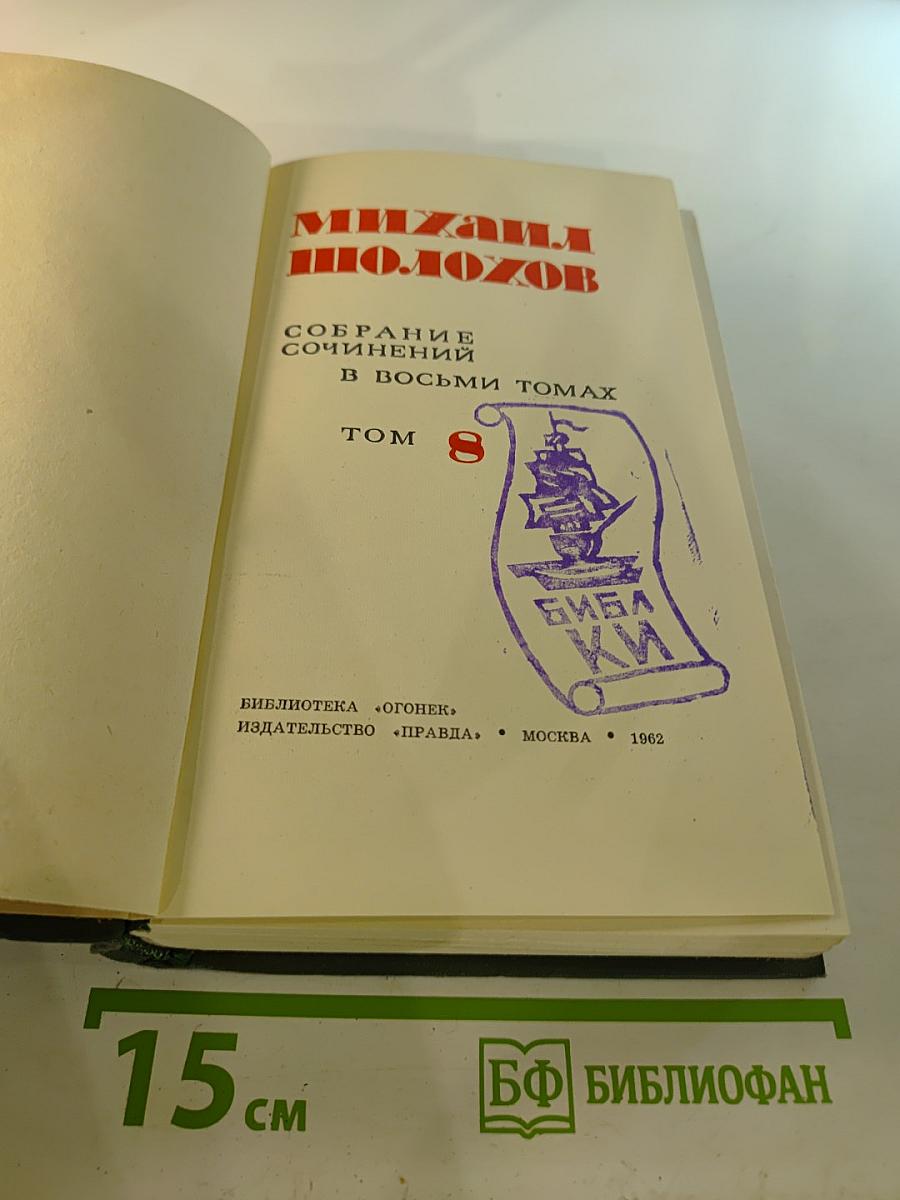 МИХАИЛ
ШОЛОХОВ
СОБРАНИЕ
СОЧИНЕНИЙ
В ВОСЬМИ ТОМАХ
ТОМ 8
БИБЛ
КИ
БИБЛИОТЕКА «ОГОНЕК»
ИЗДАТЕЛЬСТВО «ПРАВДА» • МОСКВА • 1962
15 см
БФ БИБЛИОФАН